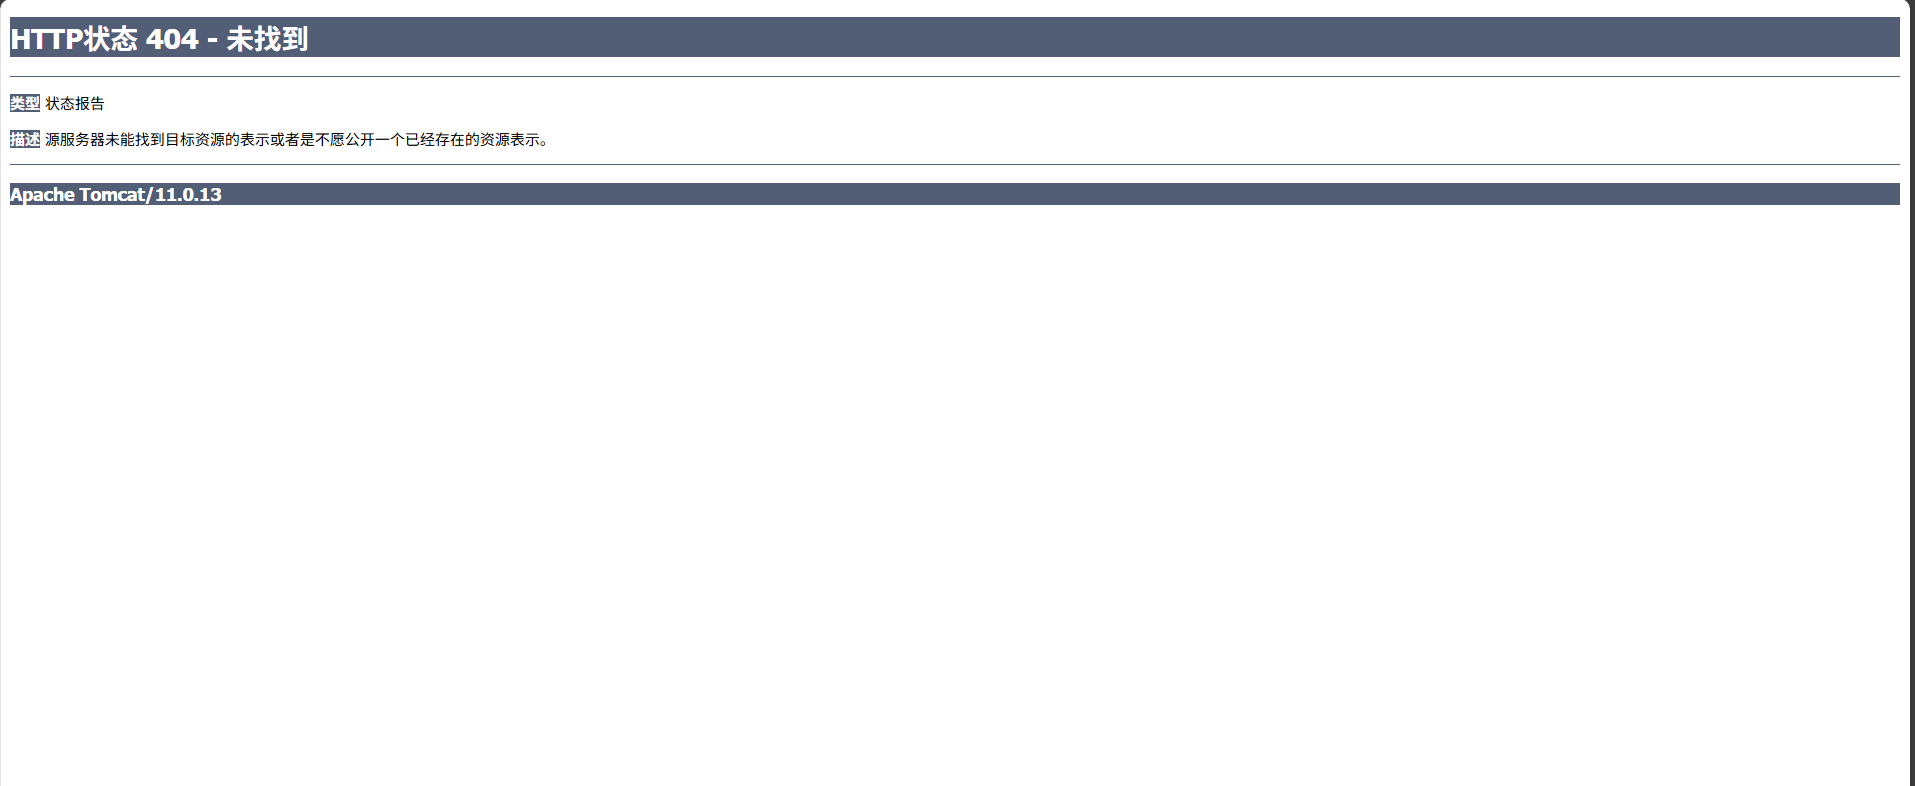 HTTP状态 404 - 未找到
类型 状态报告
描述 源服务器未能找到目标资源的表示或者是不愿公开一个已经存在的资源表示。
Apache Tomcat/11.0.13